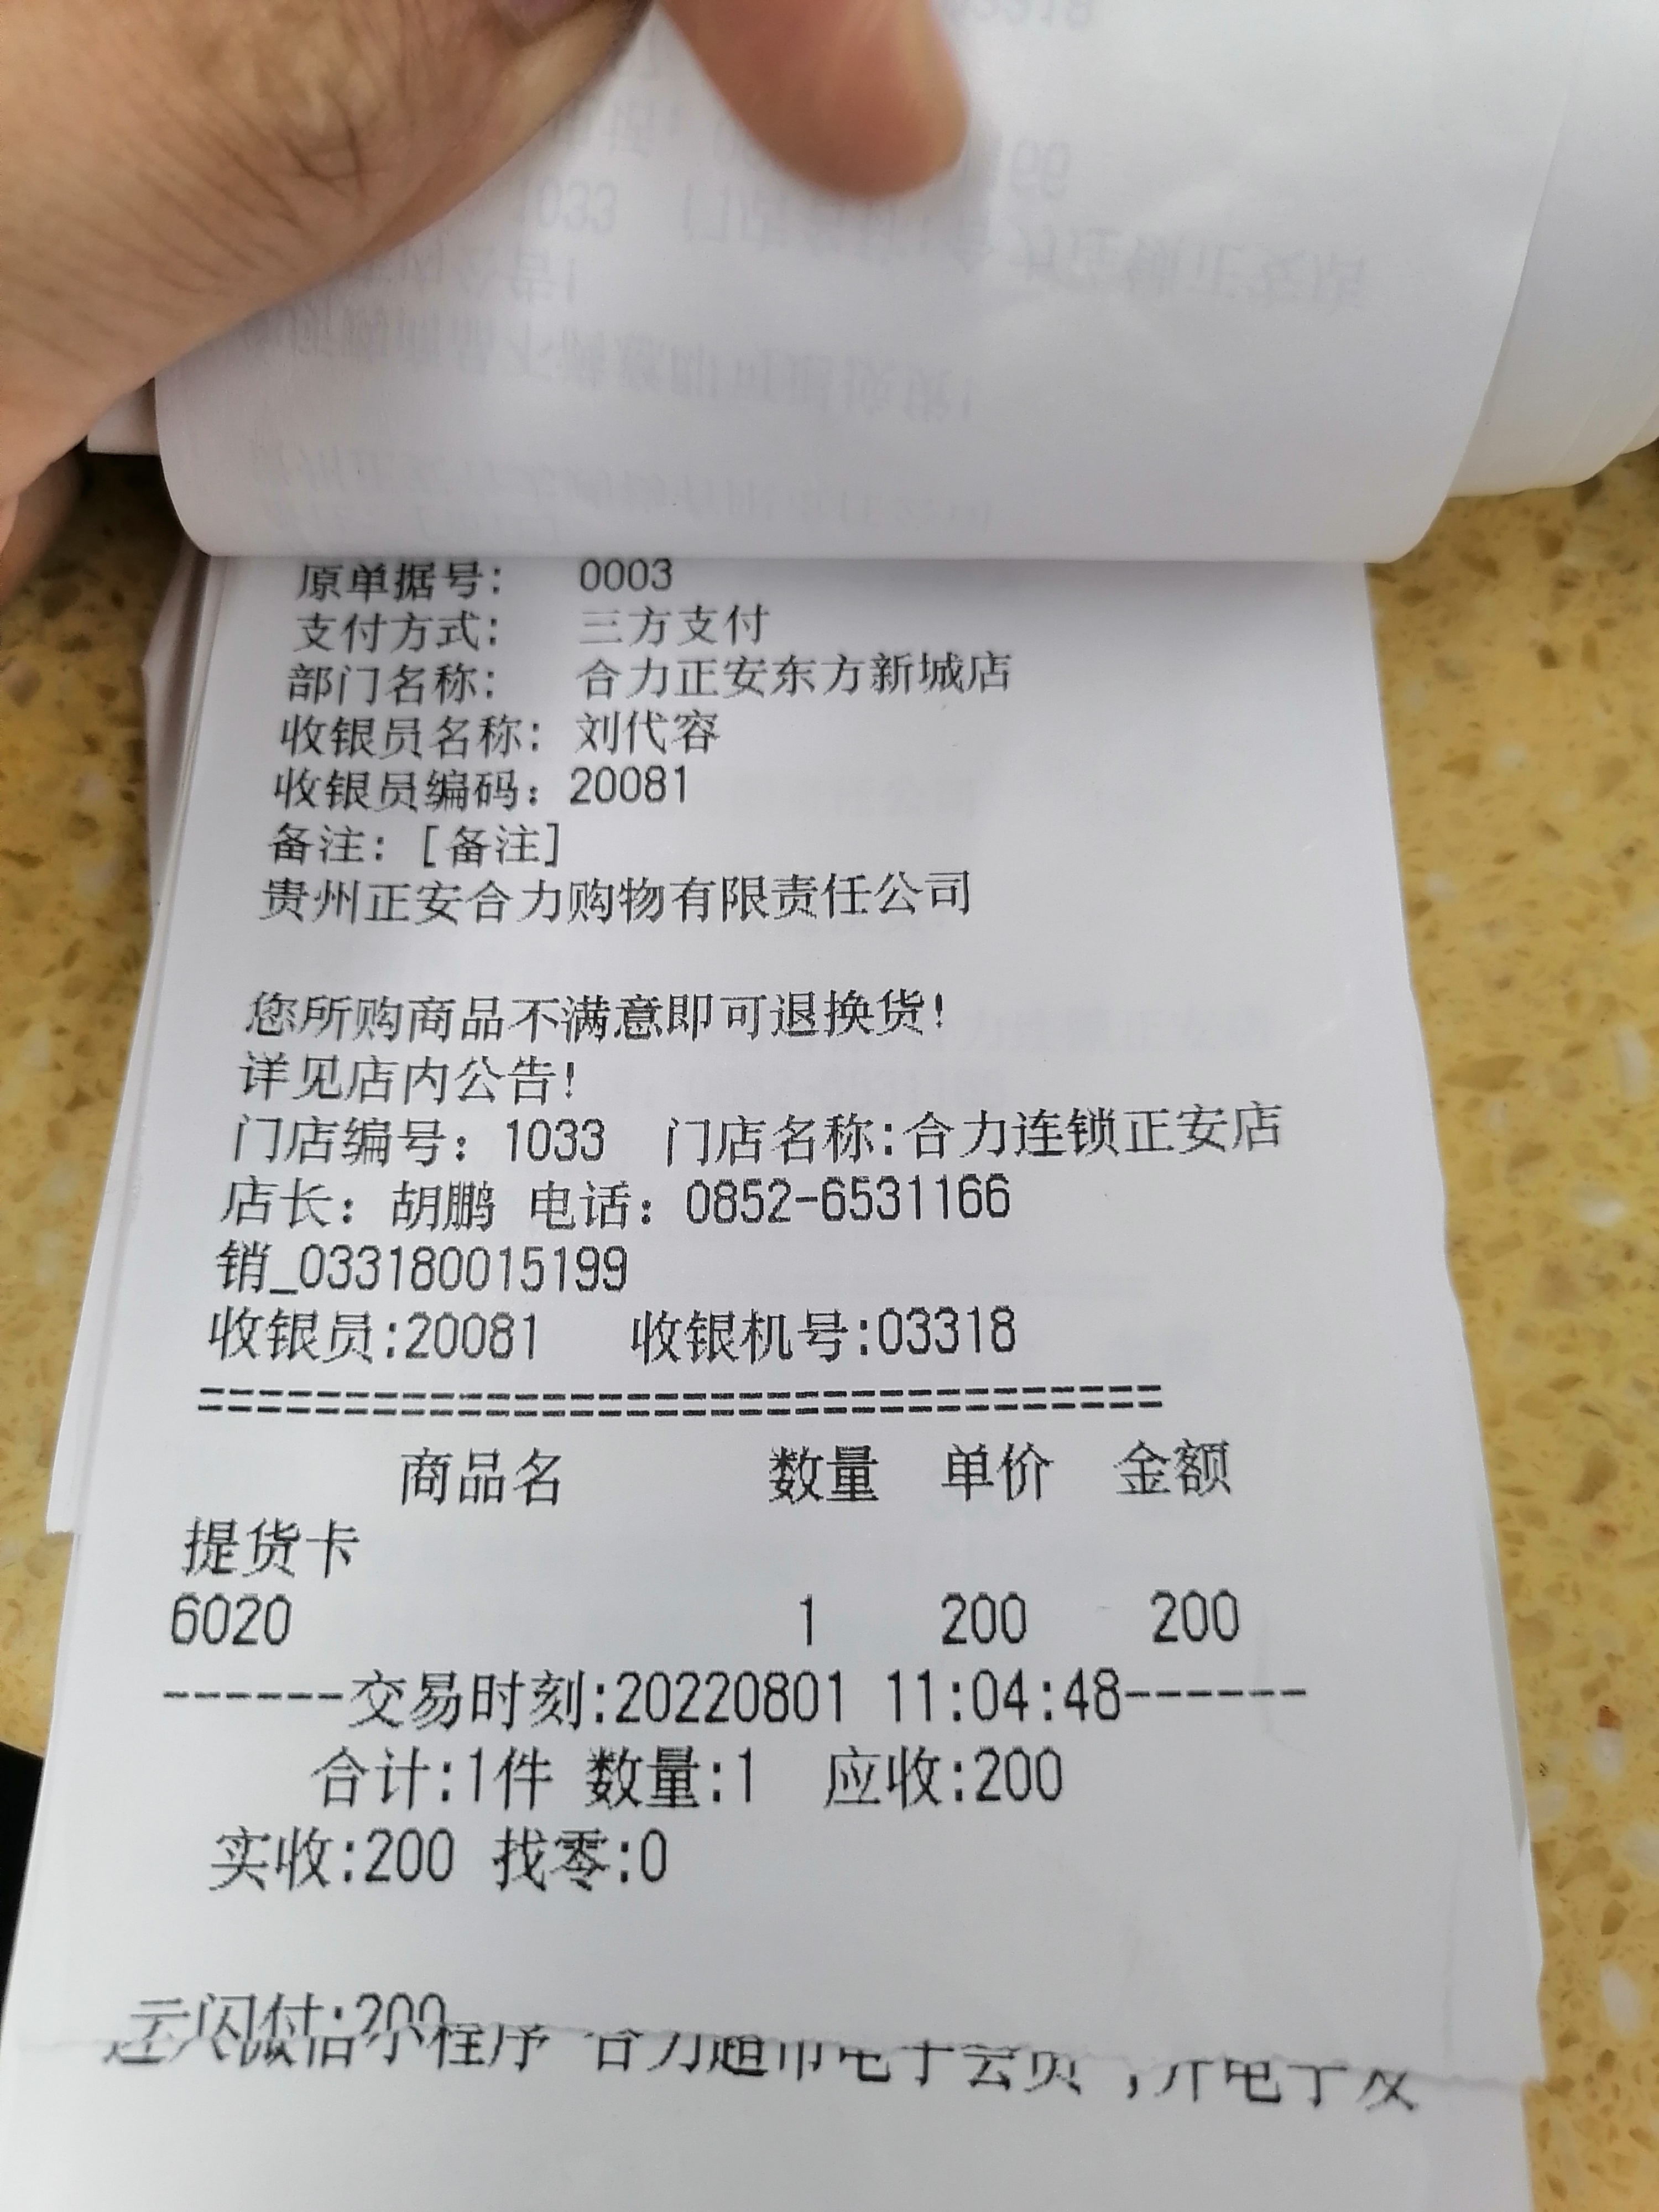 原单据号: 0003
支付方式: 三方支付
部门名称: 合力正安东方新城店
收银员名称: 刘代容
收银员编码: 20081
备注: [备注]
贵州正安合力购物有限责任公司
您所购商品不满意即可退换货!
详见店内公告!
门店编号: 1033 门店名称:合力连锁正安店
店长: 胡鹏 电话: 0852-6531166
销_033180015199
收银员:20081 收银机号:03318
==================================
商品名 数量 单价 金额
提货卡
6020 1 200 200
------交易时刻:20220801 11:04:48------
合计:1件 数量:1 应收:200
实收:200 找零:0
云闪付:200